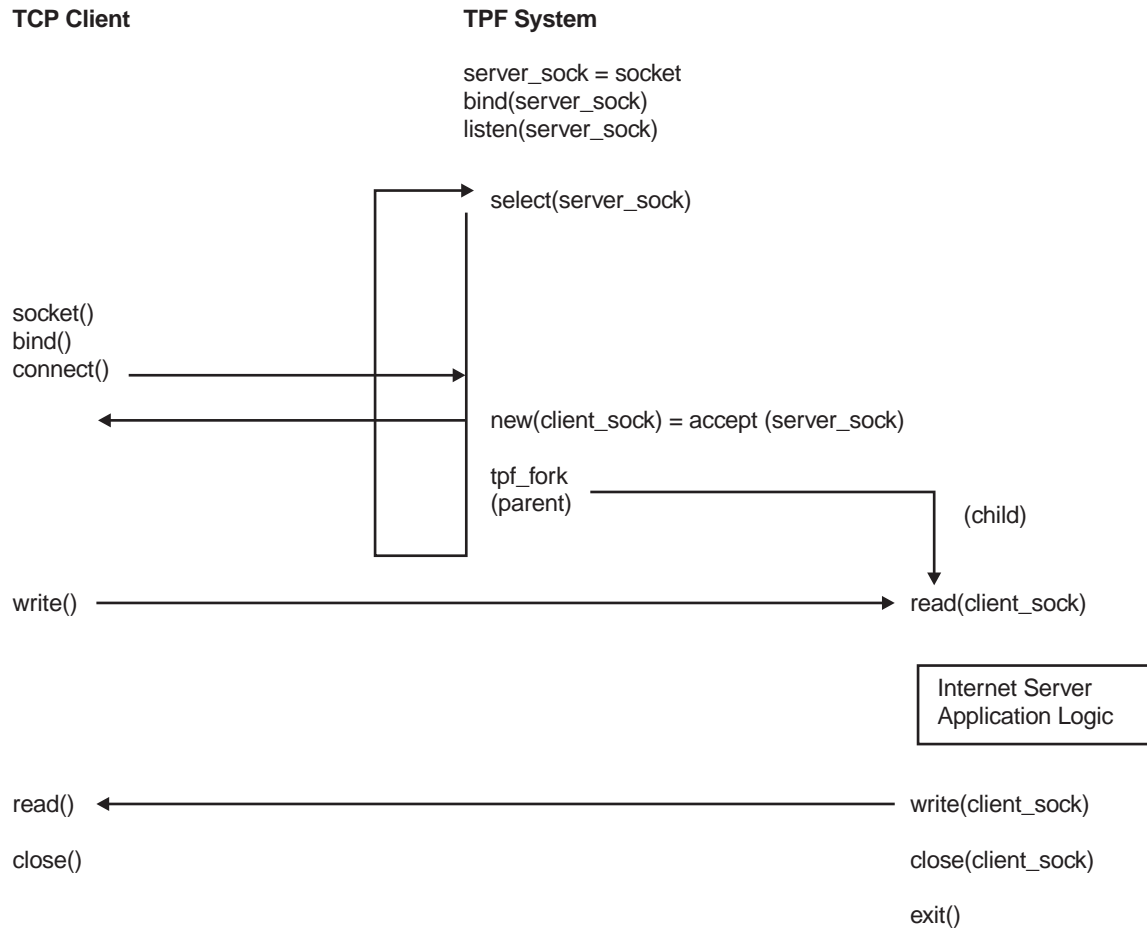 TCP Client
TPF System
server_sock = socket
bind(server_sock)
listen(server_sock)
select(server_sock)
socket()
bind()
connect()
new(client_sock) = accept (server_sock)
tpf_fork
(parent)
(child)
write()
read(client_sock)
Internet Server
Application Logic
read()
write(client_sock)
close()
close(client_sock)
exit()